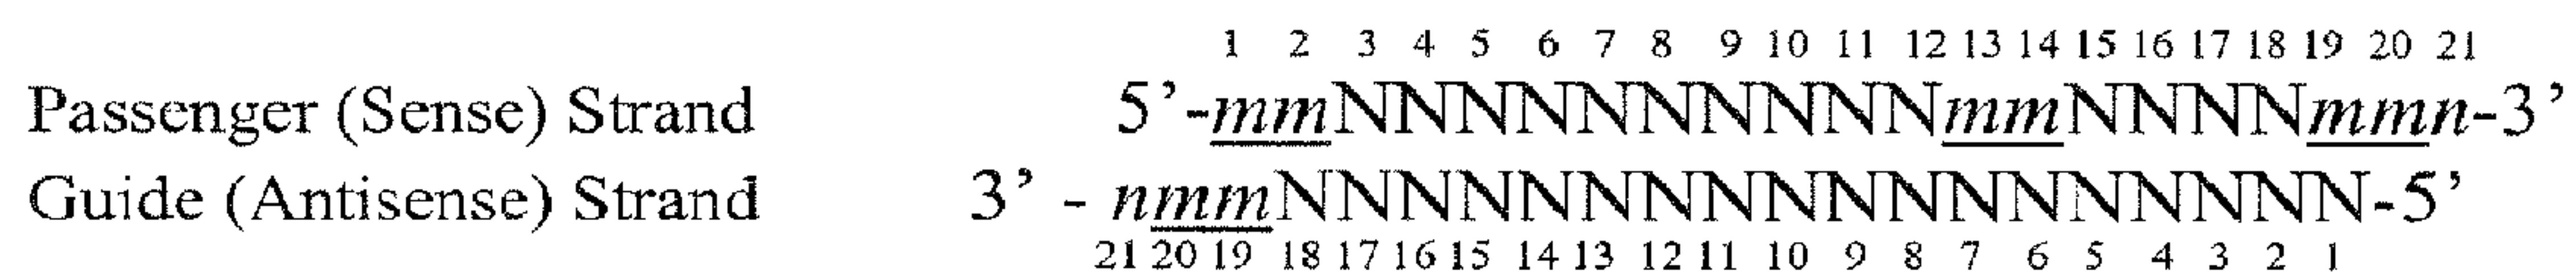 1 2 3 4 5 6 7 8 9 10 11 12 13 14 15 16 17 18 19 20 21
Passenger (Sense) Strand 5’-mmNNNNNNNNNNmmNNNNmmn-3’
Guide (Antisense) Strand 3’ - nmmNNNNNNNNNNNNNNNNNN-5’
21 20 19 18 17 16 15 14 13 12 11 10 9 8 7 6 5 4 3 2 1